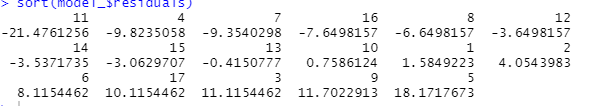 > sort(model_$residuals)
11 4 7 16 8 12
-21.4761256 -9.8235058 -9.3540298 -7.6498157 -6.6498157 -3.6498157
14 15 13 10 1 2
-3.5371735 -3.0629707 -0.4150777 0.7586124 1.5849223 4.0543983
6 17 3 9 5
8.1154462 10.1154462 11.1154462 11.7022913 18.1717673